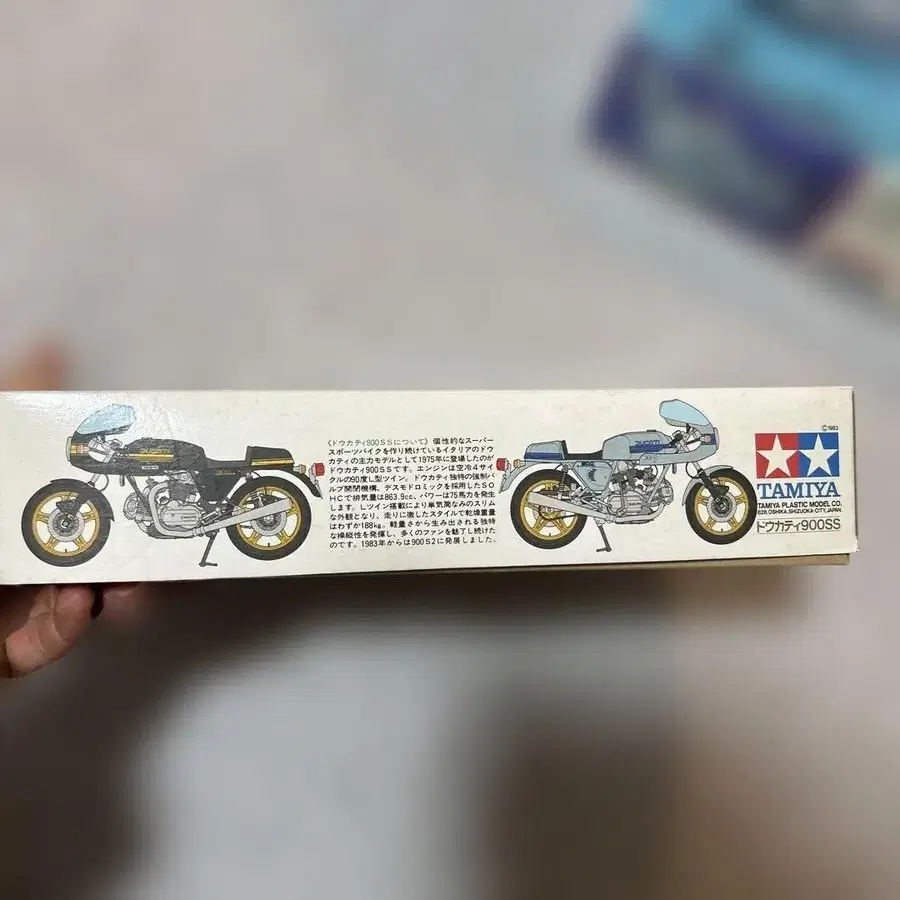 《ドウカティ900SSについて》個性的なスーパー
スポーツバイクを作り続けているイタリアのドウ
カティの主力モデルとして1975年に登場したのが
ドウカティ900SSです。エンジンは空冷4サイ
クルの90度L型ツイン。ドウカティ独特の強制バ
ルブ開閉機構、デスモドロミックを採用したSO
HCで排気量は863.9cc、パワーは75馬力を発生
します。Lツイン搭載により単気筒なみのスリム
な外観となり、走りに徹したスタイルで乾燥重量
はわずか188kg。軽量さから生み出される独特
な操縦性を発揮し、多くのファンを魅了し続けた
のです。1983年からは900S2に発展しました。
DUCATI
©1983
TAMIYA
TAMIYA PLASTIC MODEL CO.
628, OSHIKA, SHIZUOKA-CITY, JAPAN.
ドウカティ900SS